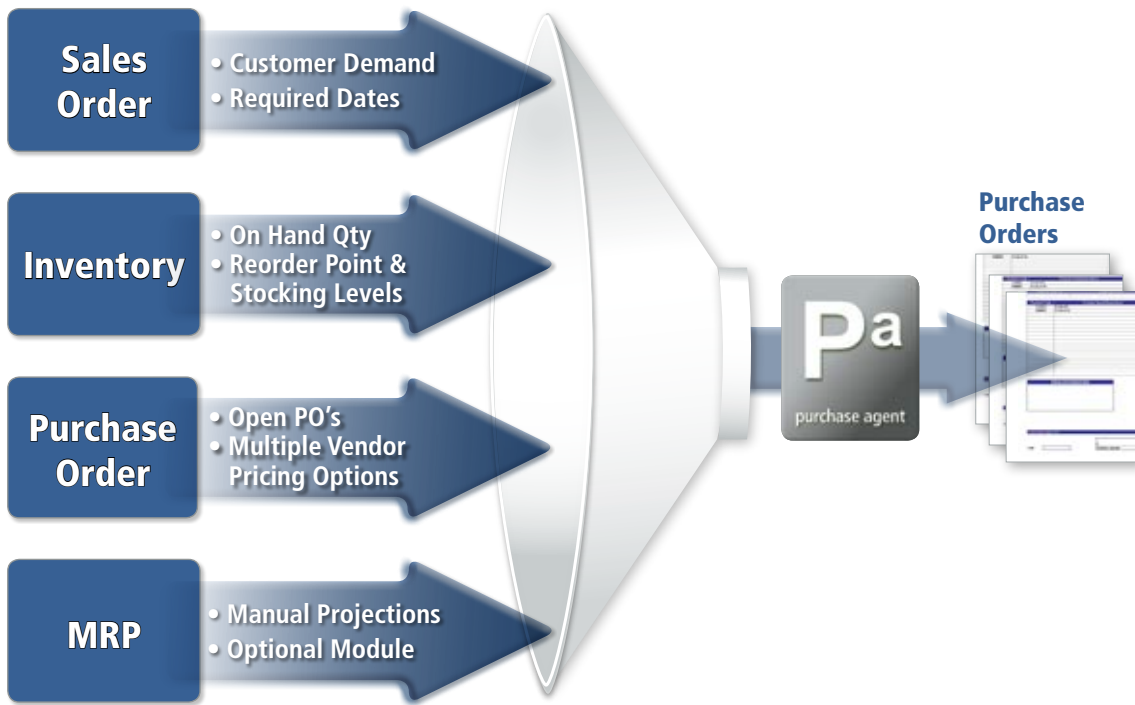 Sales
Order
• Customer Demand
• Required Dates
Inventory
• On Hand Qty
• Reorder Point &
Stocking Levels
Purchase
Order
• Open PO's
• Multiple Vendor
Pricing Options
MRP
• Manual Projections
• Optional Module
Pa
purchase agent
Purchase
Orders